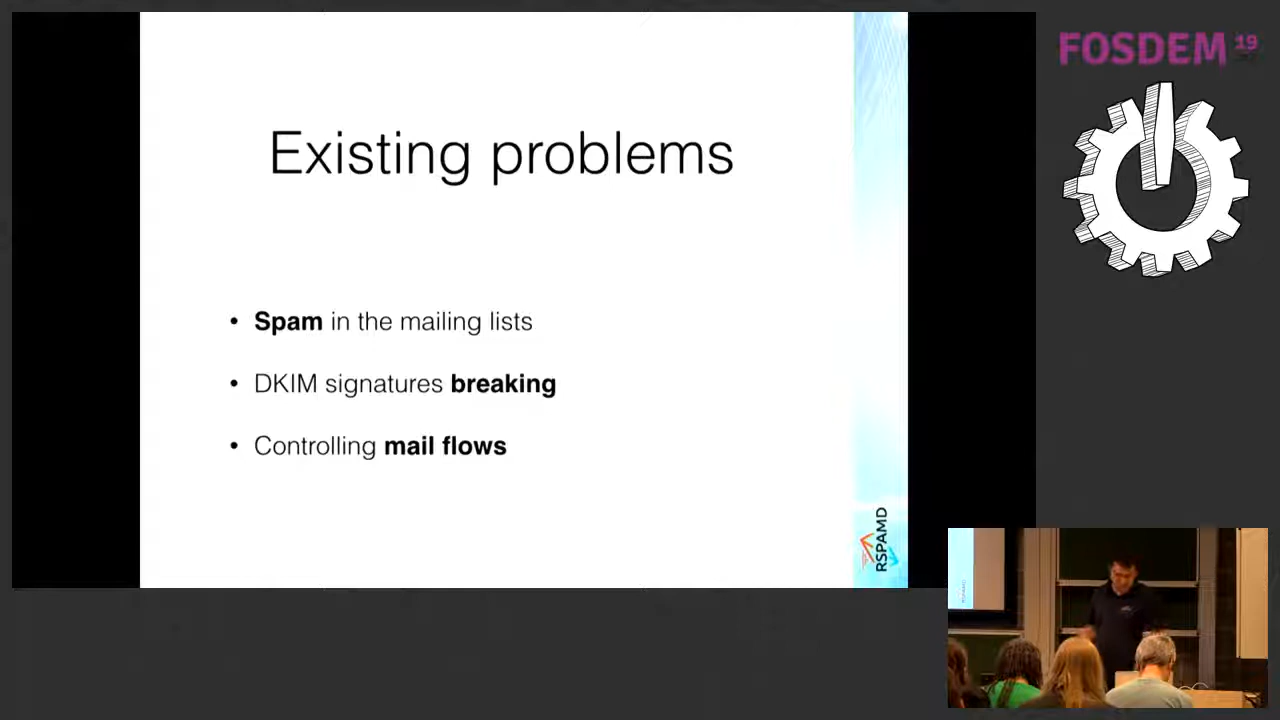 FOSDEM 19
Existing problems
• Spam in the mailing lists
• DKIM signatures breaking
• Controlling mail flows
RSPAMD